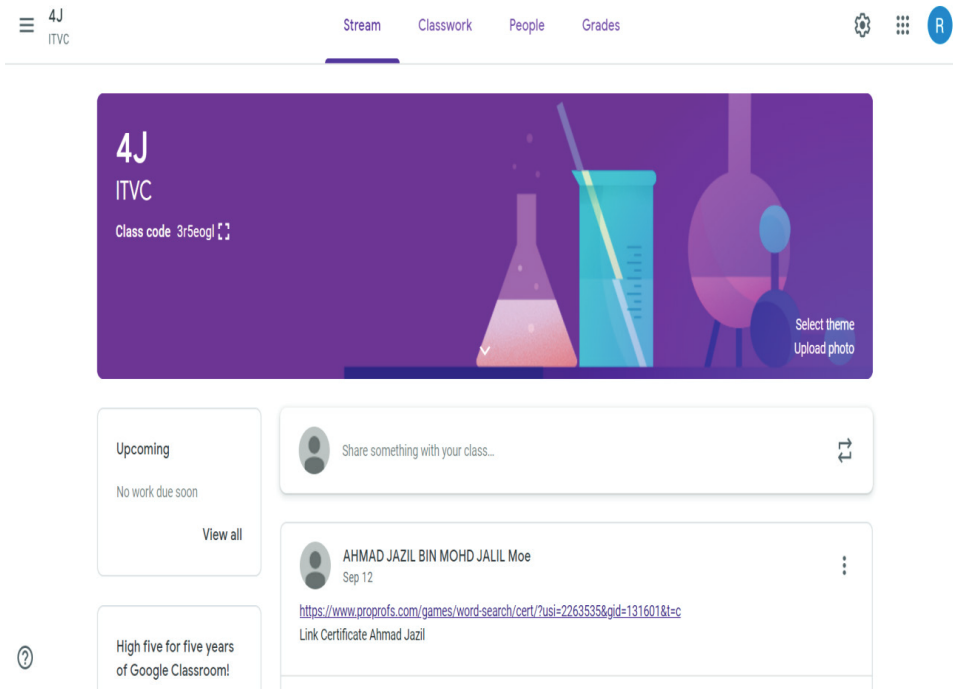 4J
ITVC
Stream Classwork People Grades
R
4J
ITVC
Class code 3r5eogl
Select theme
Upload photo
Upcoming
No work due soon
View all
Share something with your class...
AHMAD JAZIL BIN MOHD JALIL Moe
Sep 12
https://www.proprofs.com/games/word-search/cert/?usi=2263535&gid=131601&t=c
Link Certificate Ahmad Jazil
High five for five years
of Google Classroom!